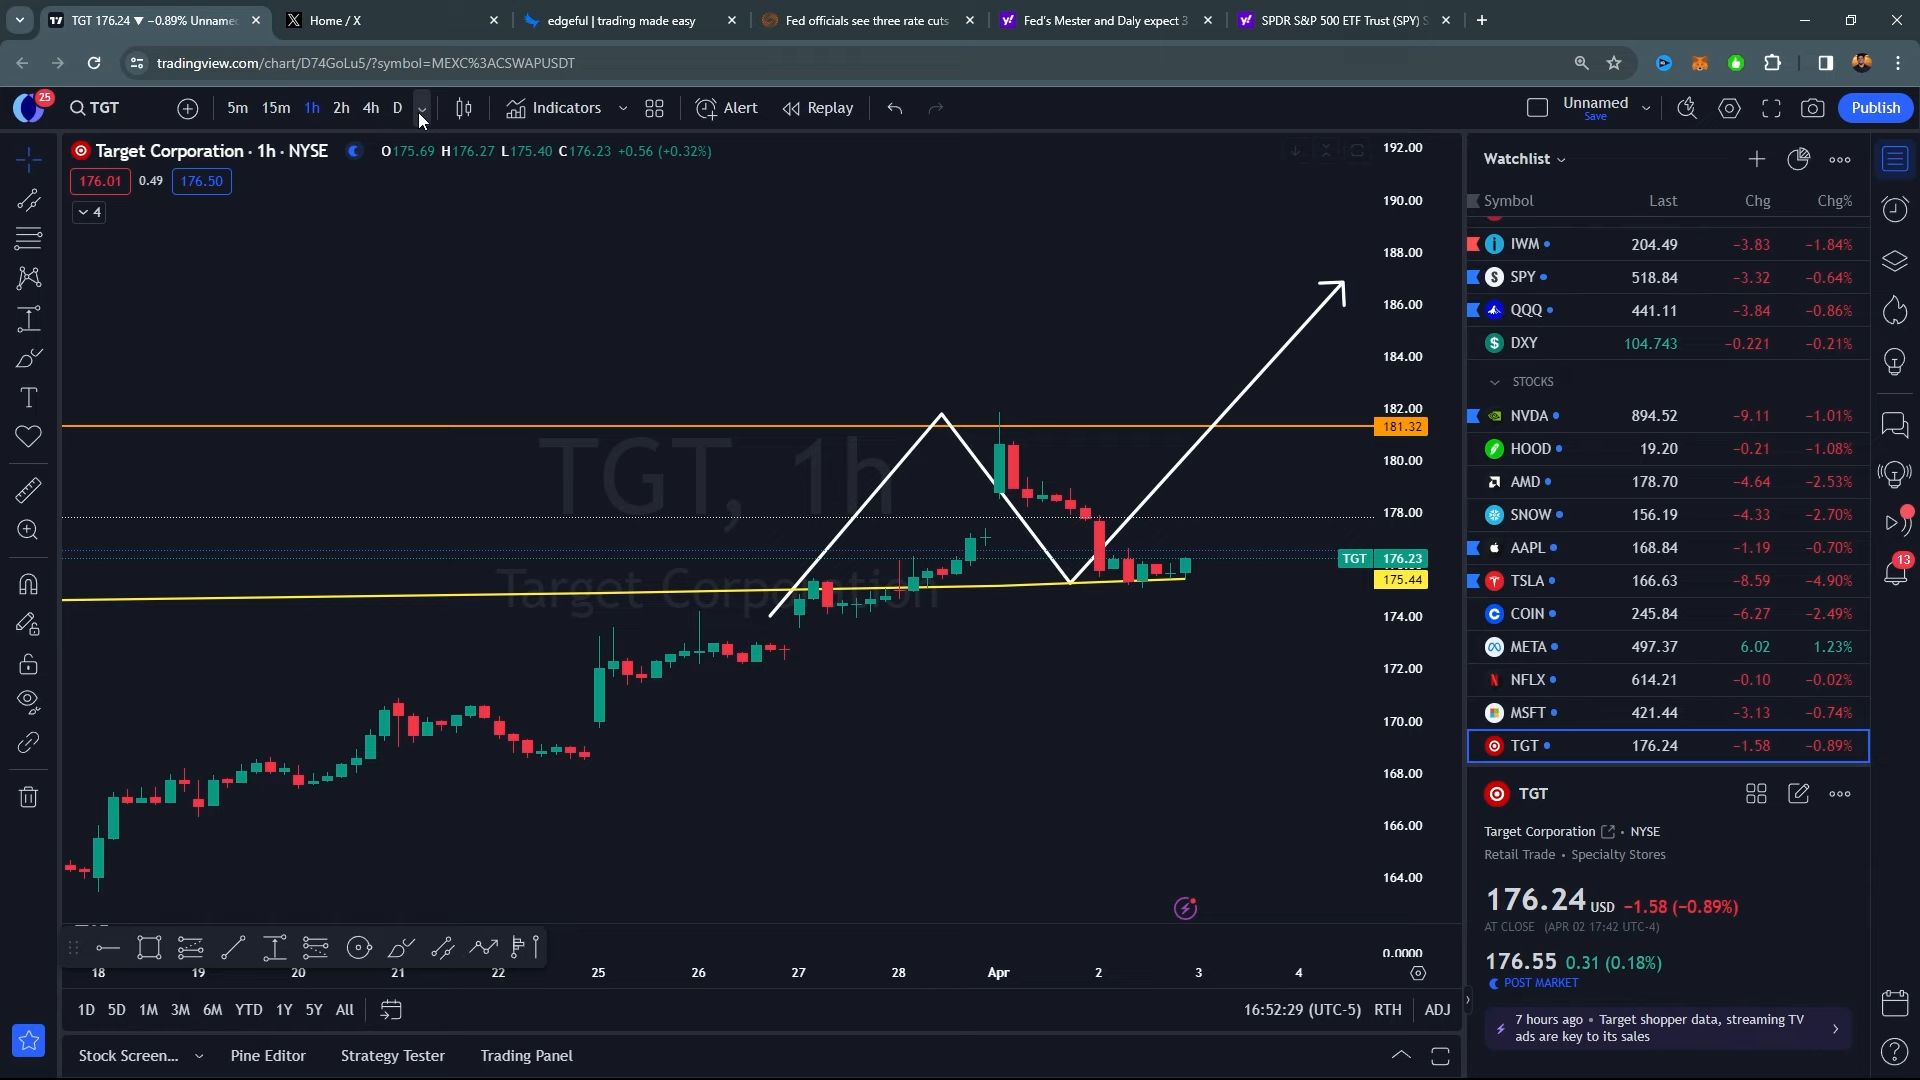 TGT 176.24 ▼ −0.89% Unname
Home / X
edgeful | trading made easy
Fed officials see three rate cuts
Fed's Mester and Daly expect 3
SPDR S&P 500 ETF Trust (SPY) S
tradingview.com/chart/D74GoLu5/?symbol=MEXC%3ACSWAPUSDT
25
TGT
5m 15m 1h 2h 4h D
Indicators
Alert
Replay
Unnamed
Save
Publish
Target Corporation · 1h · NYSE
O175.69 H176.27 L175.40 C176.23 +0.56 (+0.32%)
176.01 0.49 176.50
4
TGT, 1h
Target Corporation
192.00
190.00
188.00
186.00
184.00
182.00
181.32
180.00
178.00
TGT 176.23
175.44
174.00
172.00
170.00
168.00
166.00
164.00
0.0000
18 19 20 21 22 25 26 27 28 Apr 2 3 4
1D 5D 1M 3M 6M YTD 1Y 5Y All
16:52:29 (UTC-5) RTH ADJ
Stock Screen... Pine Editor Strategy Tester Trading Panel
Watchlist
Symbol Last Chg Chg%
IWM 204.49 −3.83 −1.84%
SPY 518.84 −3.32 −0.64%
QQQ 441.11 −3.84 −0.86%
DXY 104.743 −0.221 −0.21%
STOCKS
NVDA 894.52 −9.11 −1.01%
HOOD 19.20 −0.21 −1.08%
AMD 178.70 −4.64 −2.53%
SNOW 156.19 −4.33 −2.70%
AAPL 168.84 −1.19 −0.70%
TSLA 166.63 −8.59 −4.90%
COIN 245.84 −6.27 −2.49%
META 497.37 6.02 1.23%
NFLX 614.21 −0.10 −0.02%
MSFT 421.44 −3.13 −0.74%
TGT 176.24 −1.58 −0.89%
TGT
Target Corporation • NYSE
Retail Trade • Specialty Stores
176.24 USD −1.58 (−0.89%)
AT CLOSE (APR 02 17:42 UTC-4)
176.55 0.31 (0.18%)
POST MARKET
7 hours ago • Target shopper data, streaming TV
ads are key to its sales
13